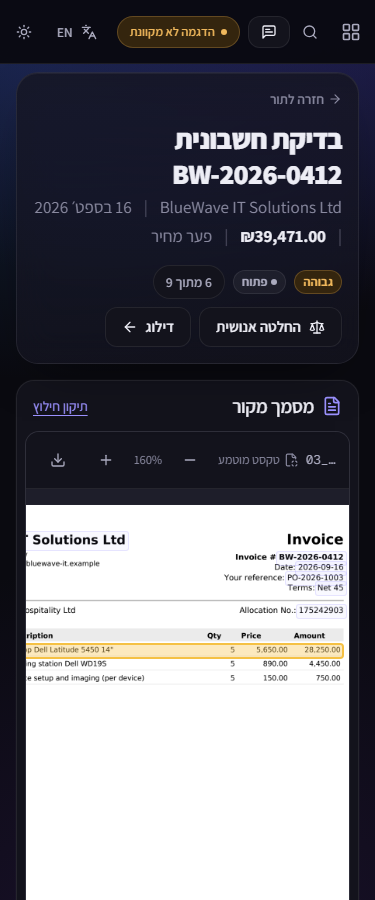 EN
הדגמה לא מקוונת
חזרה לתור
בדיקת חשבונית
BW-2026-0412
BlueWave IT Solutions Ltd | 16 בספט׳ 2026
| ₪39,471.00 | פער מחיר
גבוהה
פתוח
6 מתוך 9
החלטה אנושית
דילוג
מסמך מקור
תיקון חילוץ
03_…
טקסט מוטמע
160%
Solutions Ltd
Invoice
bluewave-it.example
Invoice # BW-2026-0412
Date: 2026-09-16
Your reference: PO-2026-1003
Terms: Net 45
ospitality Ltd
Allocation No.: 175242903
ription Qty Price Amount
p Dell Latitude 5450 14" 5 5,650.00 28,250.00
ing station Dell WD19S 5 890.00 4,450.00
e setup and imaging (per device) 5 150.00 750.00